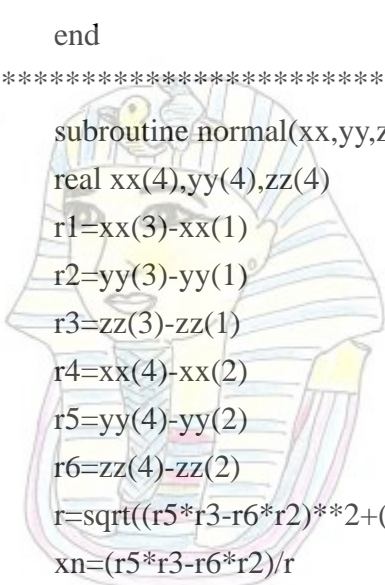 end
**************************
subroutine normal(xx,yy,z
real xx(4),yy(4),zz(4)
r1=xx(3)-xx(1)
r2=yy(3)-yy(1)
r3=zz(3)-zz(1)
r4=xx(4)-xx(2)
r5=yy(4)-yy(2)
r6=zz(4)-zz(2)
r=sqrt((r5*r3-r6*r2)**2+(
xn=(r5*r3-r6*r2)/r